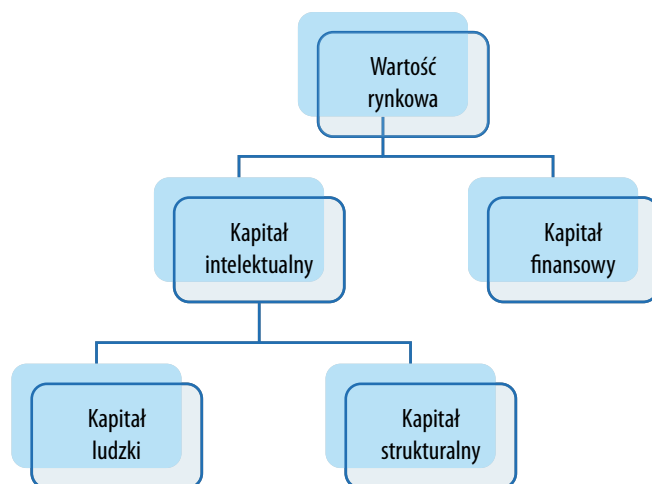 Wartość
rynkowa
Kapitał
intelektualny
Kapitał
finansowy
Kapitał
ludzki
Kapitał
strukturalny